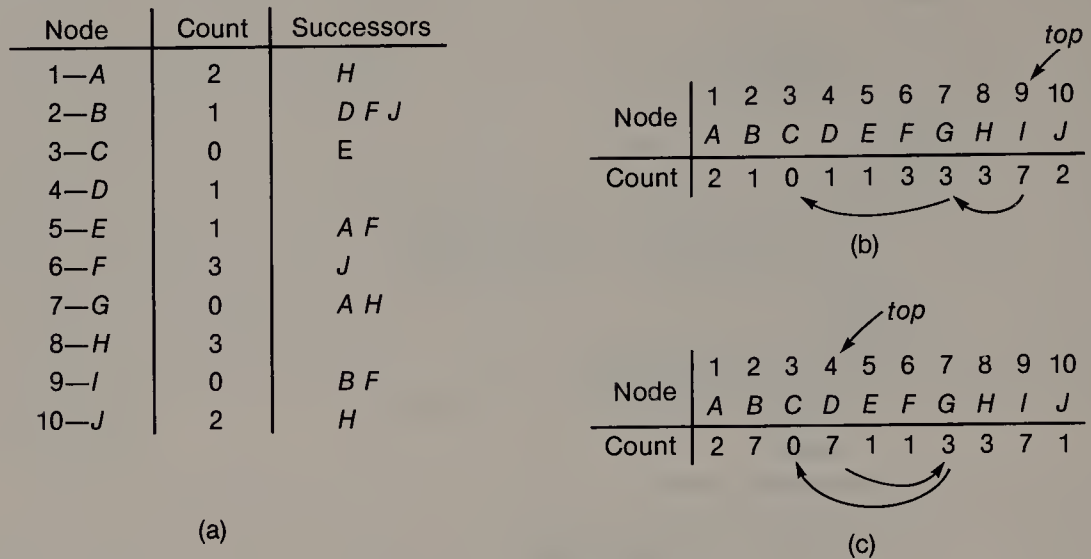 Node Count Successors
1—A 2 H
2—B 1 D F J
3—C 0 E
4—D 1
5—E 1 A F
6—F 3 J
7—G 0 A H
8—H 3
9—I 0 B F
10—J 2 H
(a)
top
1 2 3 4 5 6 7 8 9 10
Node
A B C D E F G H I J
Count 2 1 0 1 1 3 3 3 7 2
(b)
top
1 2 3 4 5 6 7 8 9 10
Node
A B C D E F G H I J
Count 2 7 0 7 1 1 3 3 7 1
(c)